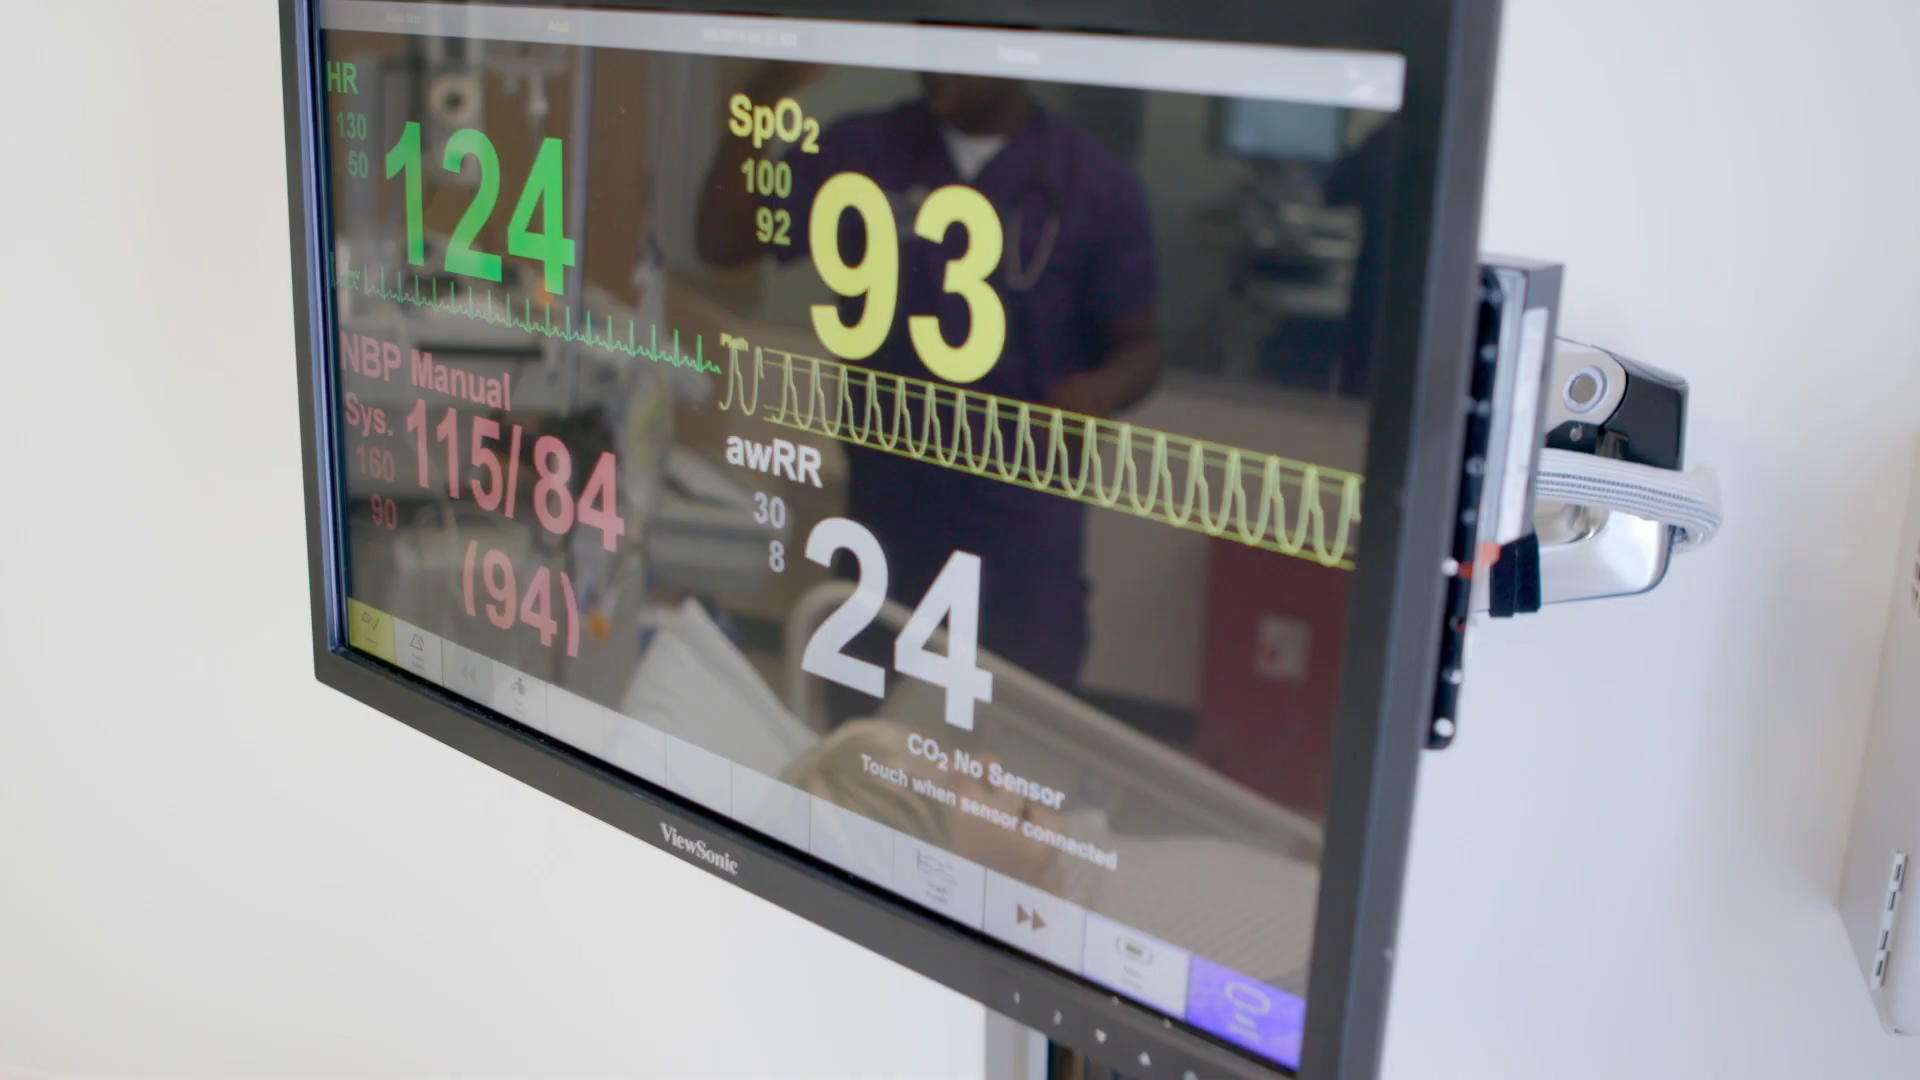 HR
130
50
124
SpO2
100
92
93
Pleth
NBP Manual
Sys.
160
90
115/84
(94)
awRR
30
8
24
CO2 No Sensor
Touch when sensor connected
ViewSonic